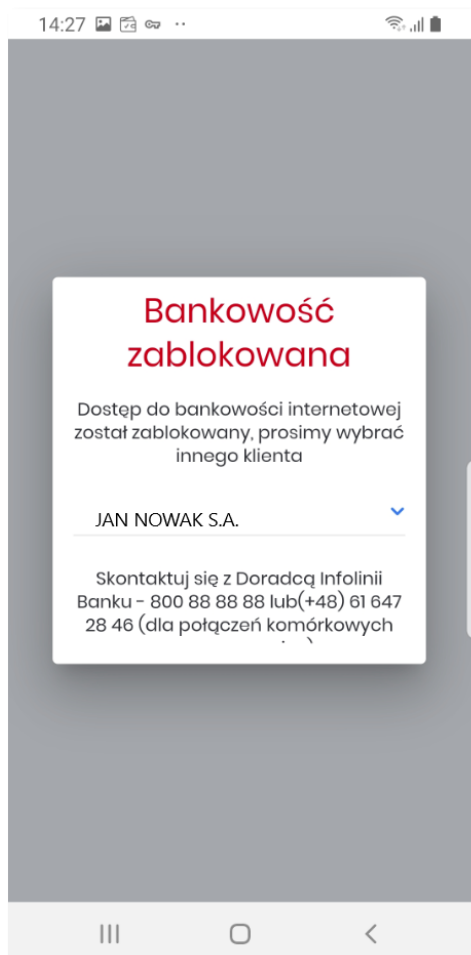 14:27
Bankowość
zablokowana
Dostęp do bankowości internetowej
został zablokowany, prosimy wybrać
innego klienta
JAN NOWAK S.A.
Skontaktuj się z Doradcą Infolinii
Banku - 800 88 88 88 lub(+48) 61 647
28 46 (dla połączeń komórkowych